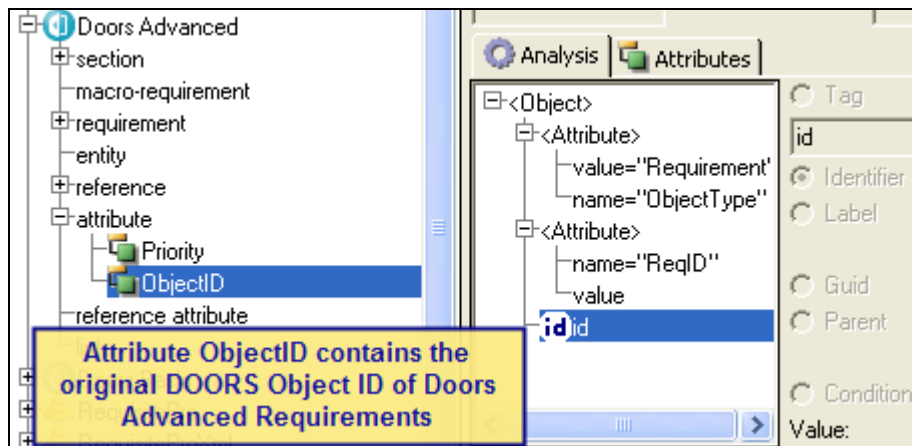 Doors Advanced
section
macro-requirement
requirement
entity
reference
attribute
Priority
ObjectID
reference attribute
Attribute ObjectID contains the
original DOORS Object ID of Doors
Advanced Requirements
Analysis
Attributes
<Object>
<Attribute>
value="Requirement"
name="ObjectType"
<Attribute>
name="ReqID"
value
id id
Tag
id
Identifier
Label
Guid
Parent
Condition
Value: